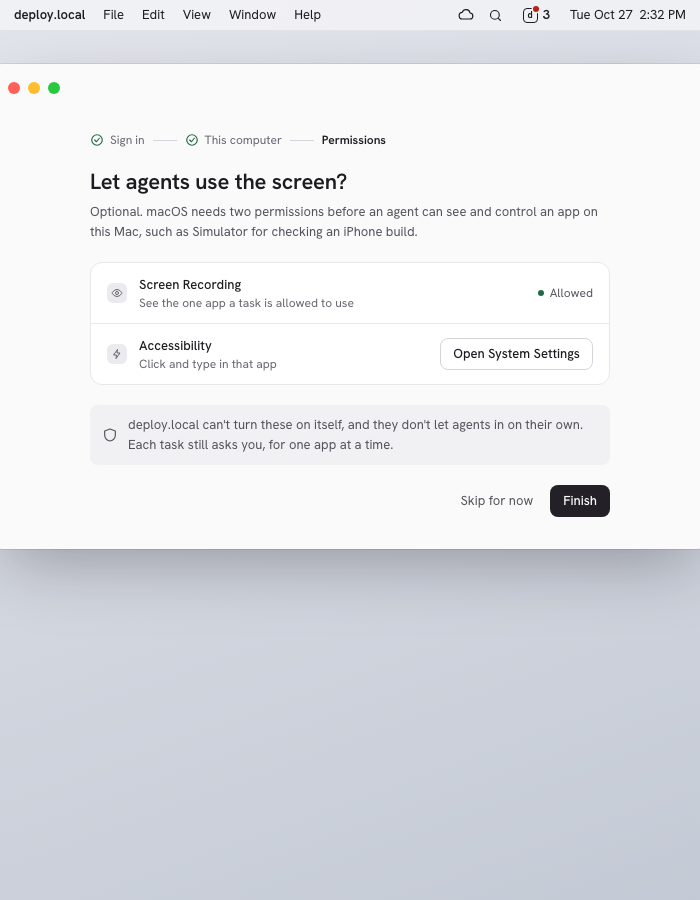 deploy.local File Edit View Window Help d 3 Tue Oct 27 2:32 PM
Sign in This computer Permissions
Let agents use the screen?
Optional. macOS needs two permissions before an agent can see and control an app on
this Mac, such as Simulator for checking an iPhone build.
Screen Recording
See the one app a task is allowed to use
Allowed
Accessibility
Click and type in that app
Open System Settings
deploy.local can't turn these on itself, and they don't let agents in on their own.
Each task still asks you, for one app at a time.
Skip for now Finish